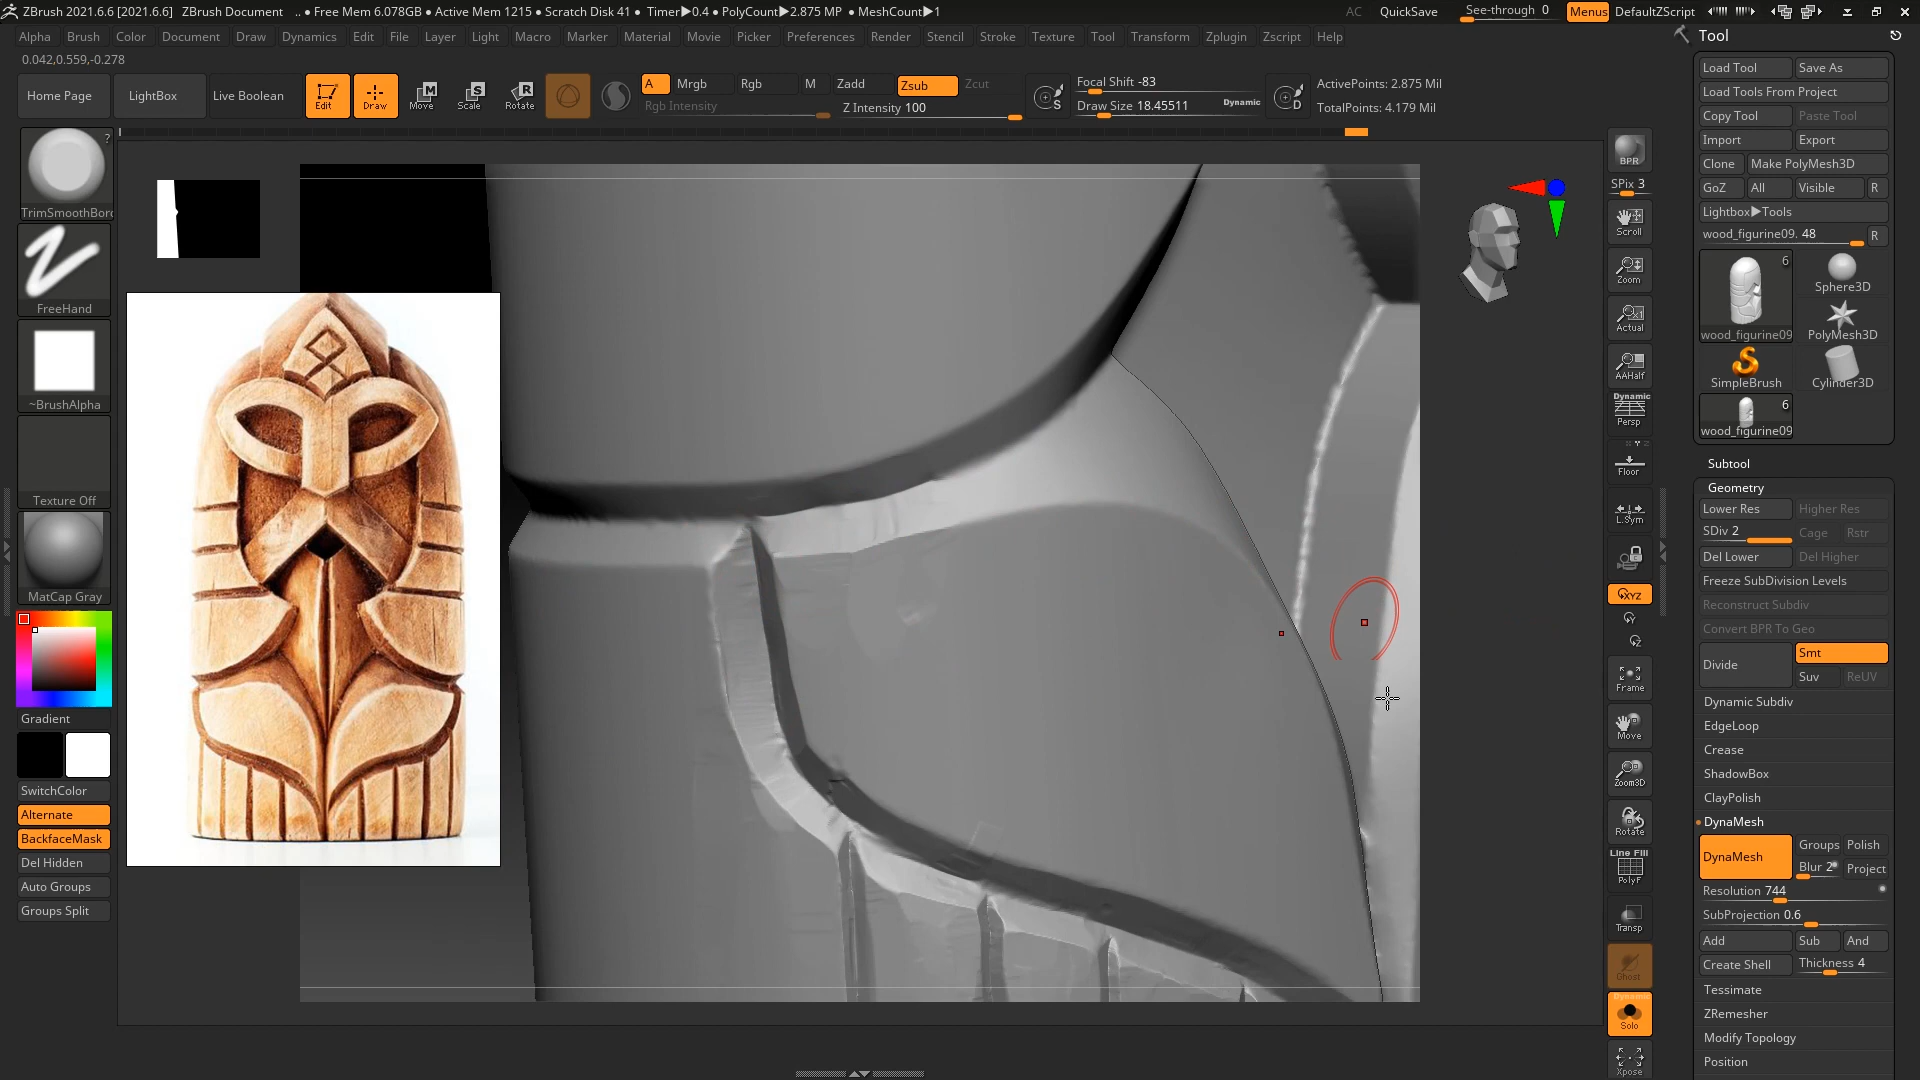 ZBrush 2021.6.6 [2021.6.6] ZBrush Document .. ● Free Mem 6.078GB ● Active Mem 1215 ● Scratch Disk 41 ● Timer▶0.4 ● PolyCount▶2.875 MP ● MeshCount▶1 AC QuickSave See-through 0 Menus DefaultZScript
Alpha Brush Color Document Draw Dynamics Edit File Layer Light Macro Marker Material Movie Picker Preferences Render Stencil Stroke Texture Tool Transform Zplugin Zscript Help
0.042,0.559,-0.278
Home Page LightBox Live Boolean Edit Draw Move Scale Rotate
A Mrgb Rgb M Zadd Zsub Zcut
Rgb Intensity Z Intensity 100
Focal Shift -83
Draw Size 18.45511 Dynamic
ActivePoints: 2.875 Mil
TotalPoints: 4.179 Mil
?
TrimSmoothBord
FreeHand
~BrushAlpha
Texture Off
MatCap Gray
Gradient
SwitchColor
Alternate
BackfaceMask
Del Hidden
Auto Groups
Groups Split
BPR
SPix 3
Scroll
Zoom
Actual
AAHalf
Dynamic
Persp
Floor
L.Sym
XYZ
Frame
Move
Zoom3D
Rotate
Line Fill
PolyF
Transp
Ghost
Dynamic
Solo
Xpose
Tool
Load Tool Save As
Load Tools From Project
Copy Tool Paste Tool
Import Export
Clone Make PolyMesh3D
GoZ All Visible R
Lightbox▶Tools
wood_figurine09. 48 R
6
Sphere3D
wood_figurine09 PolyMesh3D
SimpleBrush Cylinder3D
6
wood_figurine09
Subtool
Geometry
Lower Res Higher Res
SDiv 2 Cage Rstr
Del Lower Del Higher
Freeze SubDivision Levels
Reconstruct Subdiv
Convert BPR To Geo
Divide Smt
Suv ReUV
Dynamic Subdiv
EdgeLoop
Crease
ShadowBox
ClayPolish
DynaMesh
DynaMesh Groups Polish
Blur 2 Project
Resolution 744
SubProjection 0.6
Add Sub And
Create Shell Thickness 4
Tessimate
ZRemesher
Modify Topology
Position